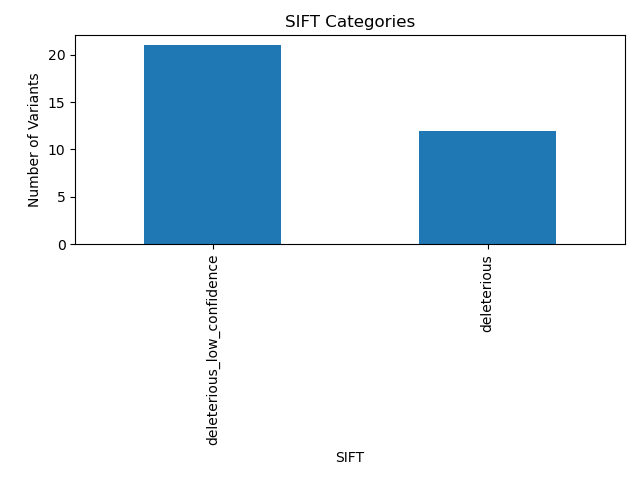 SIFT Categories
Number of Variants
20
15
10
5
0
deleterious_low_confidence
deleterious
SIFT